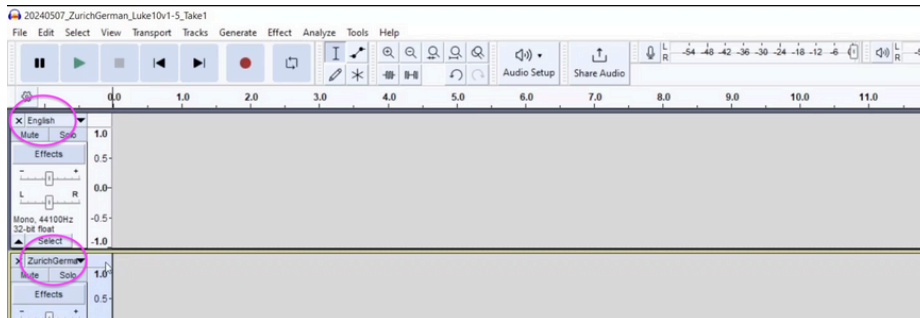 20240507_ZurichGerman_Luke10v1-5_Take1
File Edit Select View Transport Tracks Generate Effect Analyze Tools Help
Audio Setup Share Audio
L R -54 -48 -42 -36 -30 -24 -18 -12 -6 L R
0.0 1.0 2.0 3.0 4.0 5.0 6.0 7.0 8.0 9.0 10.0 11.0
English
Mute Solo 1.0
Effects 0.5
0.0
L R
Mono, 44100Hz -0.5
32-bit float
Select -1.0
ZurichGerma
Mute Solo 1.0
Effects 0.5